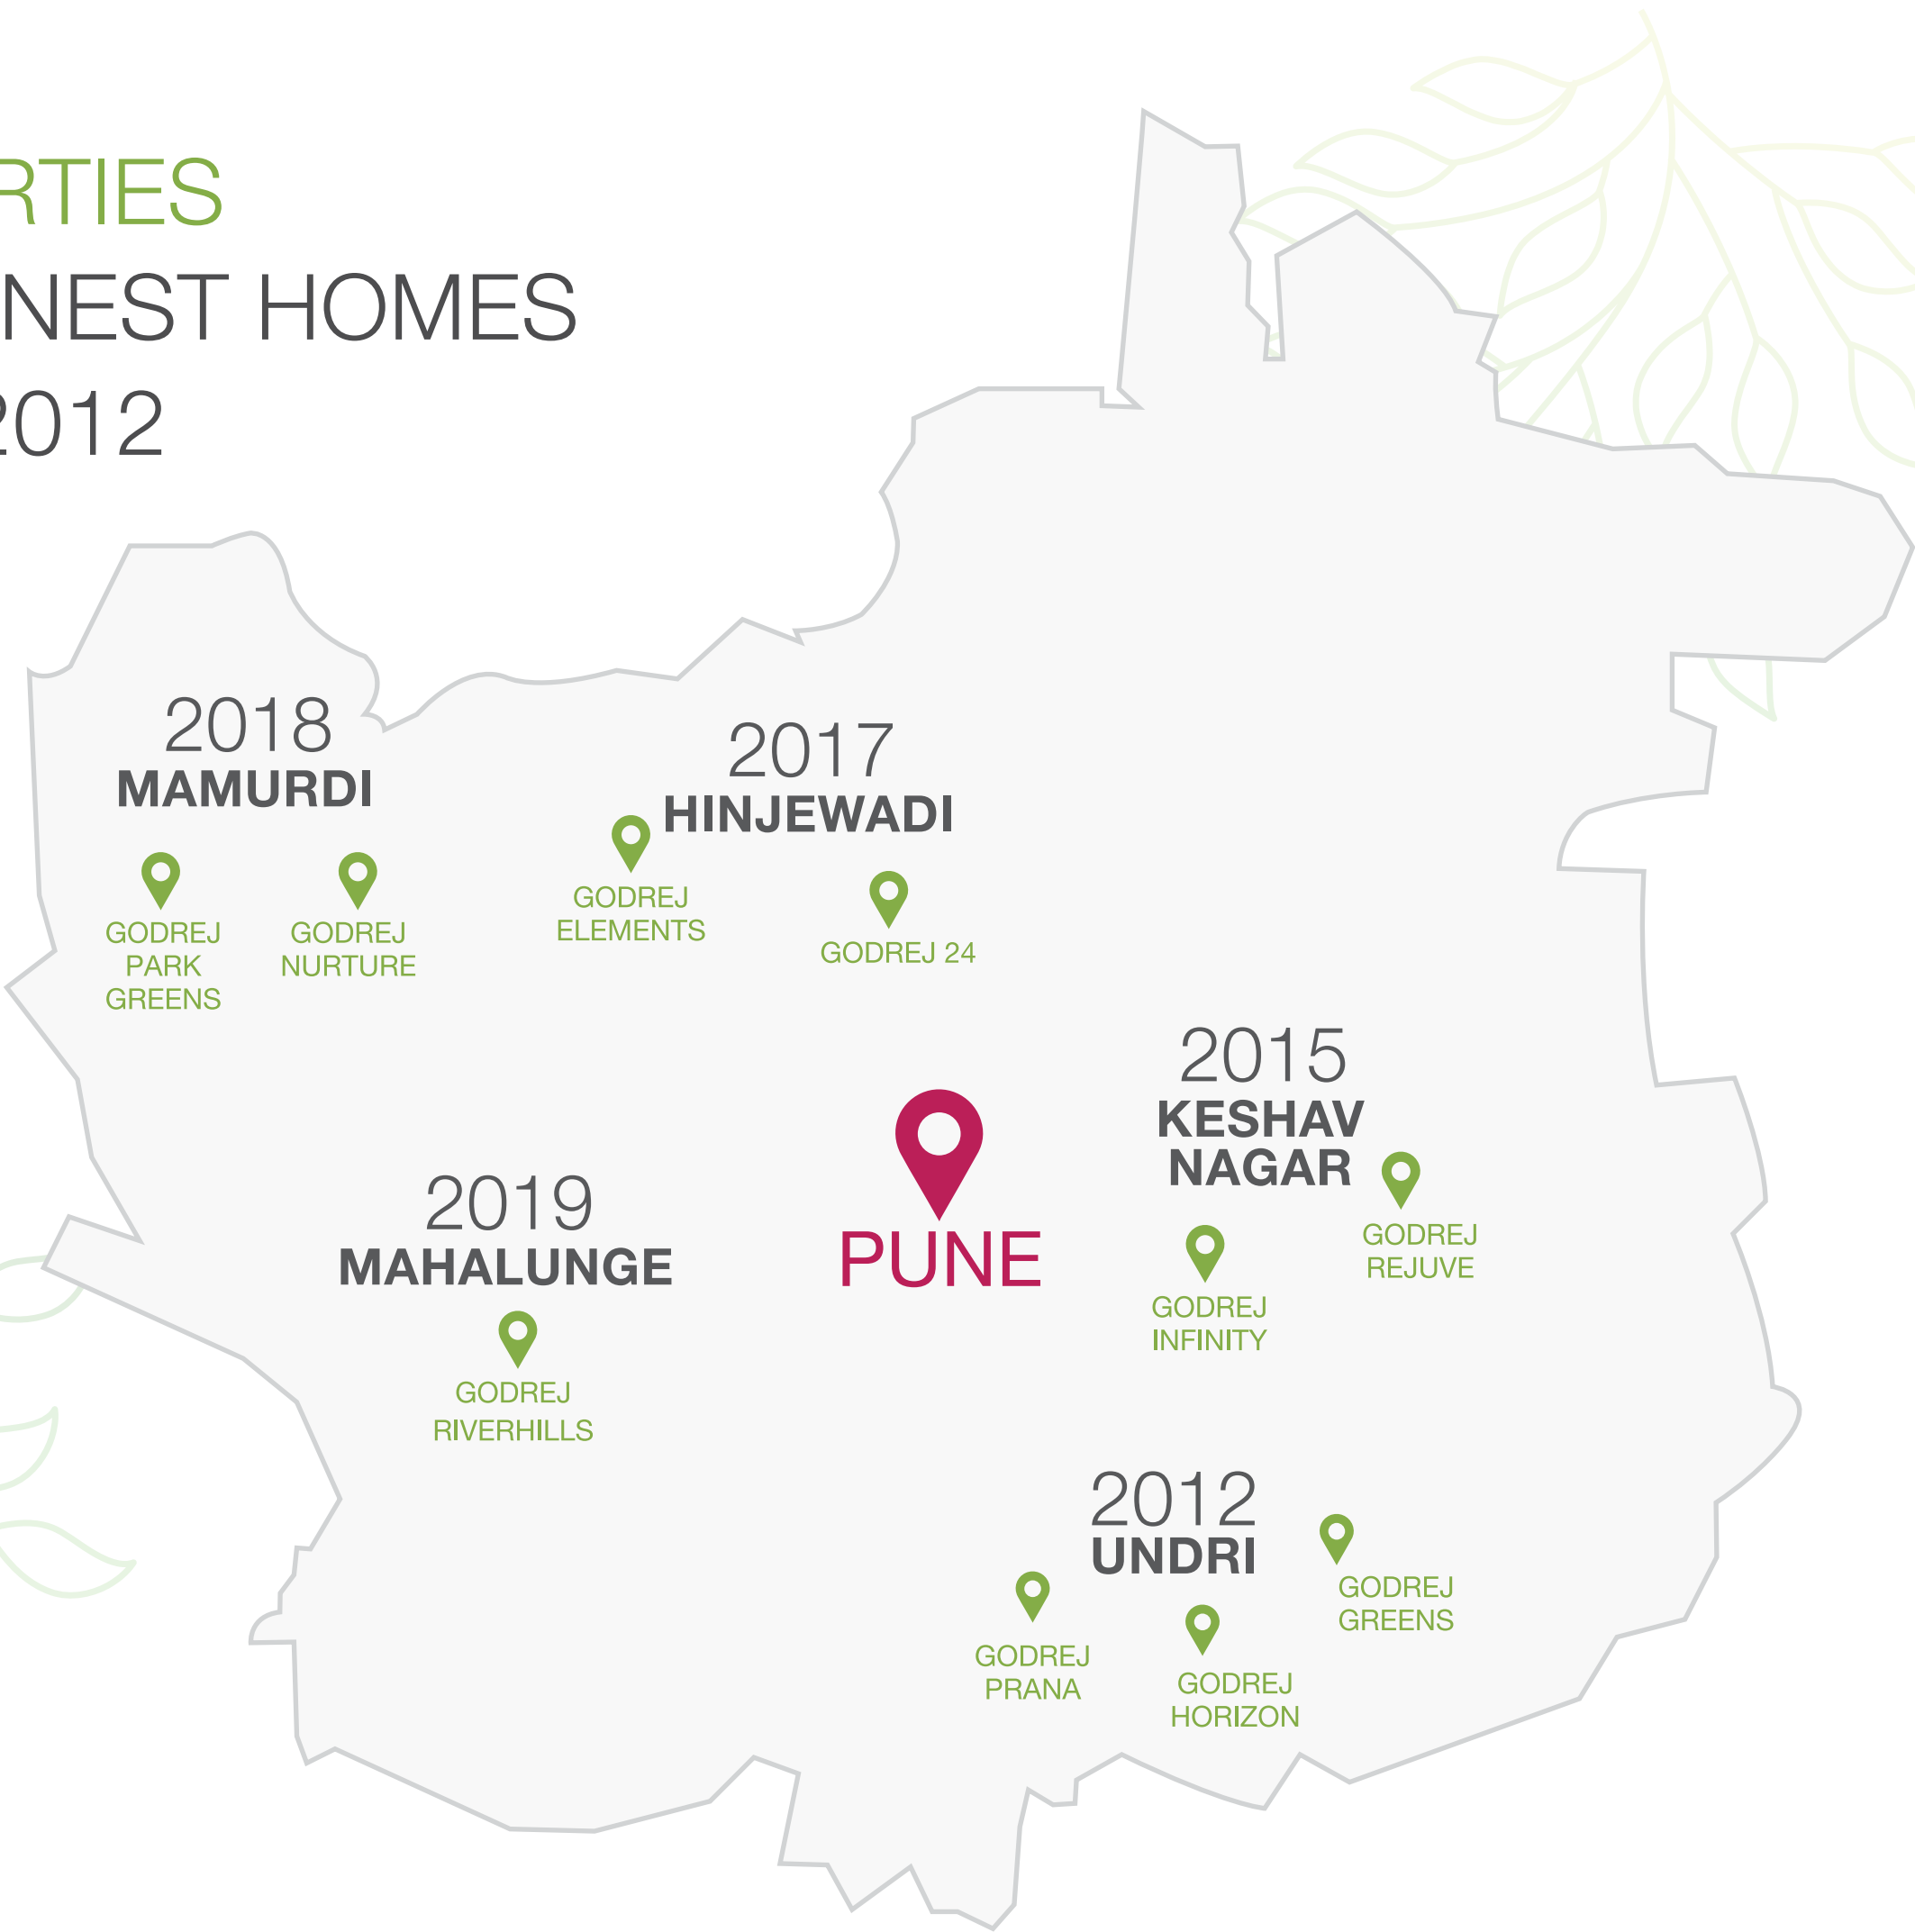 RTIES
NEST HOMES
2012
2018
MAMURDI
GODREJ
PARK
GREENS
GODREJ
NURTURE
2017
HINJEWADI
GODREJ
ELEMENTS
GODREJ 24
2015
KESHAV
NAGAR
GODREJ
REJUVE
GODREJ
INFINITY
PUNE
2019
MAHALUNGE
GODREJ
RIVERHILLS
2012
UNDRI
GODREJ
GREENS
GODREJ
PRANA
GODREJ
HORIZON